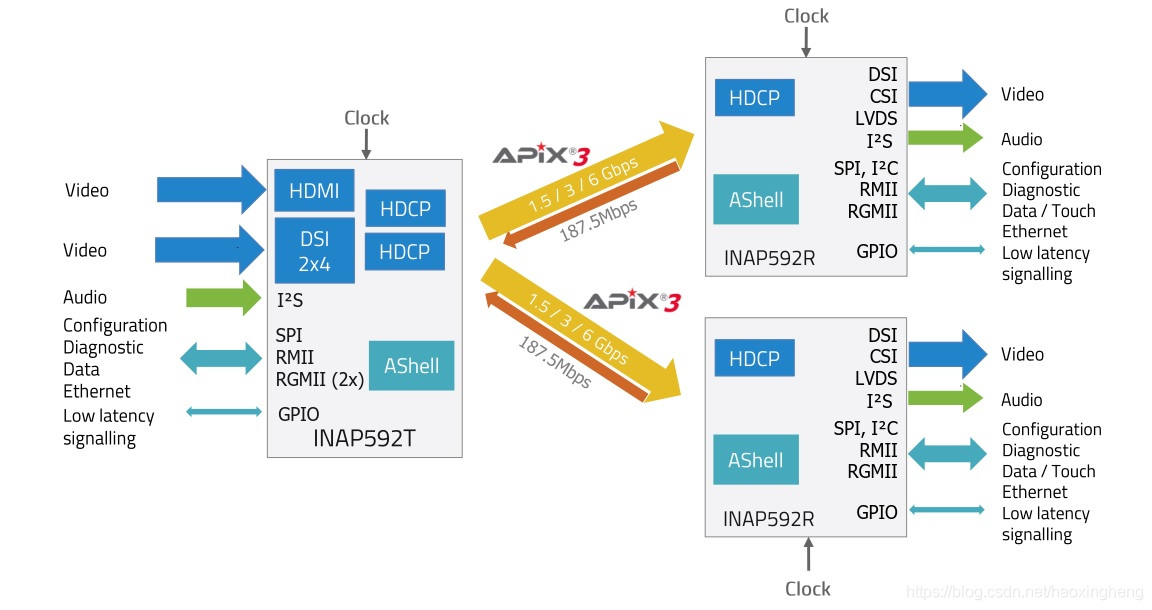 Clock
Video
Video
Audio
Configuration
Diagnostic
Data
Ethernet
Low latency
signalling
HDMI
DSI
2x4
HDCP
HDCP
I²S
SPI
RMII
RGMII (2x)
AShell
GPIO
INAP592T
APIX®3
1.5 / 3 / 6 Gbps
187.5Mbps
APIX®3
1.5 / 3 / 6 Gbps
187.5Mbps
Clock
HDCP
DSI
CSI
LVDS
I²S
SPI, I²C
RMII
RGMII
AShell
GPIO
INAP592R
Video
Audio
Configuration
Diagnostic
Data / Touch
Ethernet
Low latency
signalling
HDCP
DSI
CSI
LVDS
I²S
SPI, I²C
RMII
RGMII
AShell
GPIO
INAP592R
Video
Audio
Configuration
Diagnostic
Data / Touch
Ethernet
Low latency
signalling
Clock
https://blog.csdn.net/haoxingheng